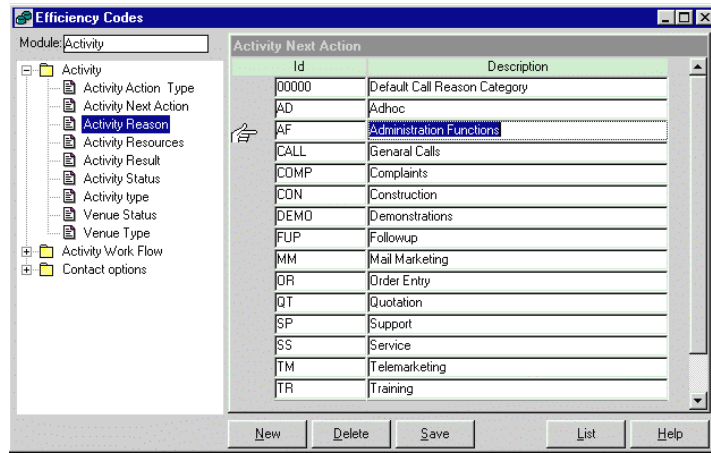 Efficiency Codes
Module: Activity
Activity
Activity Action Type
Activity Next Action
Activity Reason
Activity Resources
Activity Result
Activity Status
Activity type
Venue Status
Venue Type
Activity Work Flow
Contact options
Activity Next Action
Id Description
00000 Default Call Reason Category
AD Adhoc
AF Administration Functions
CALL Genaral Calls
COMP Complaints
CON Construction
DEMO Demonstrations
FUP Followup
MM Mail Marketing
OR Order Entry
QT Quotation
SP Support
SS Service
TM Telemarketing
TR Training
New Delete Save List Help